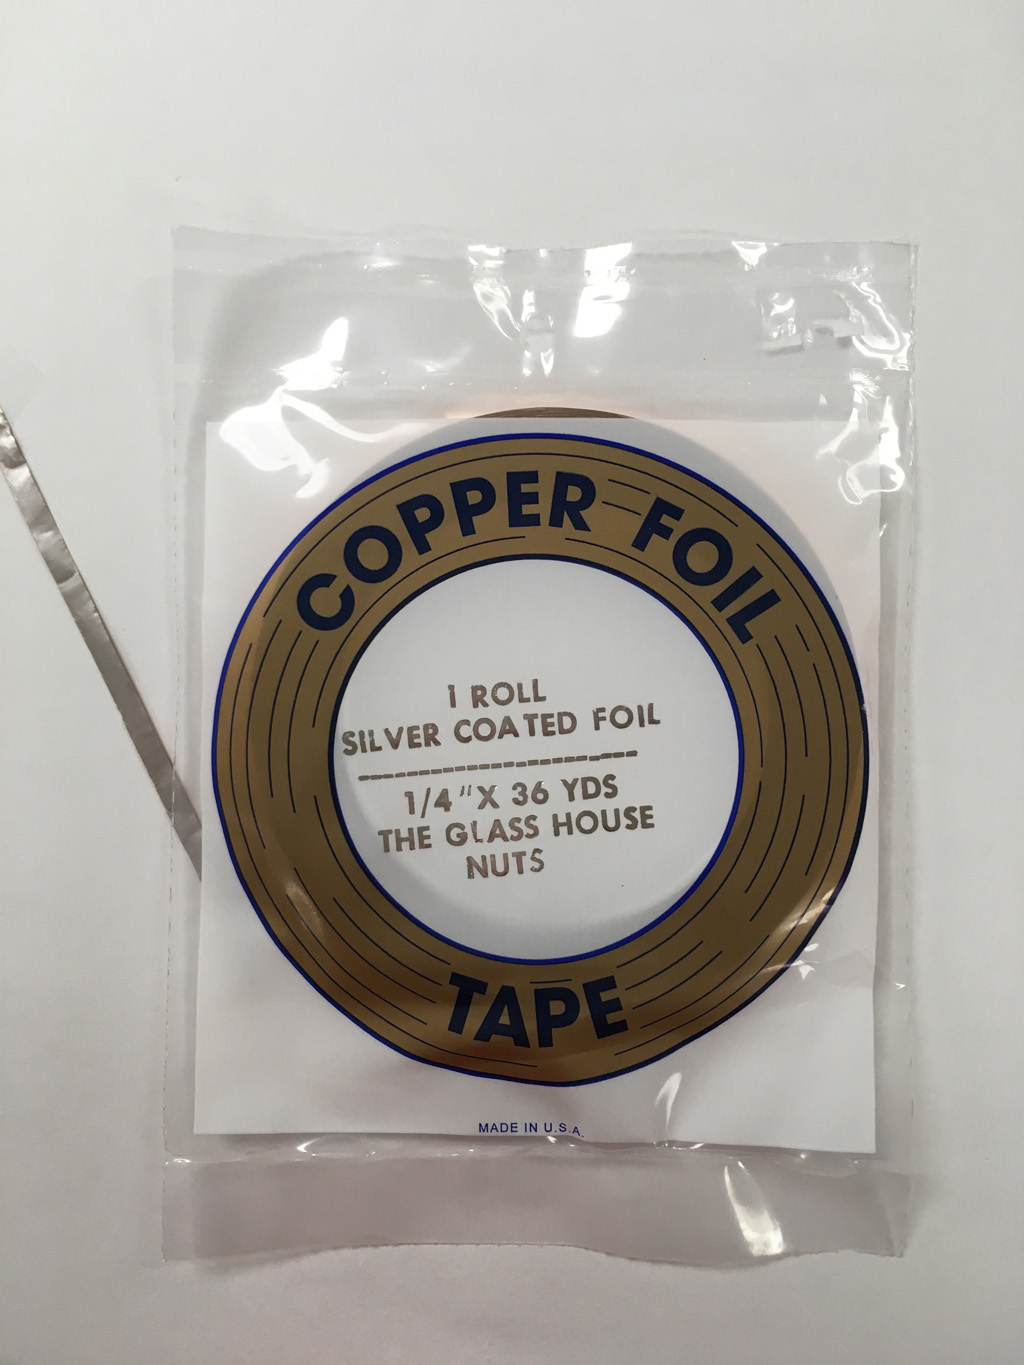 COPPER FOIL
1 ROLL
SILVER COATED FOIL
--------------------
1/4" X 36 YDS
THE GLASS HOUSE
NUTS
TAPE
MADE IN U.S.A.